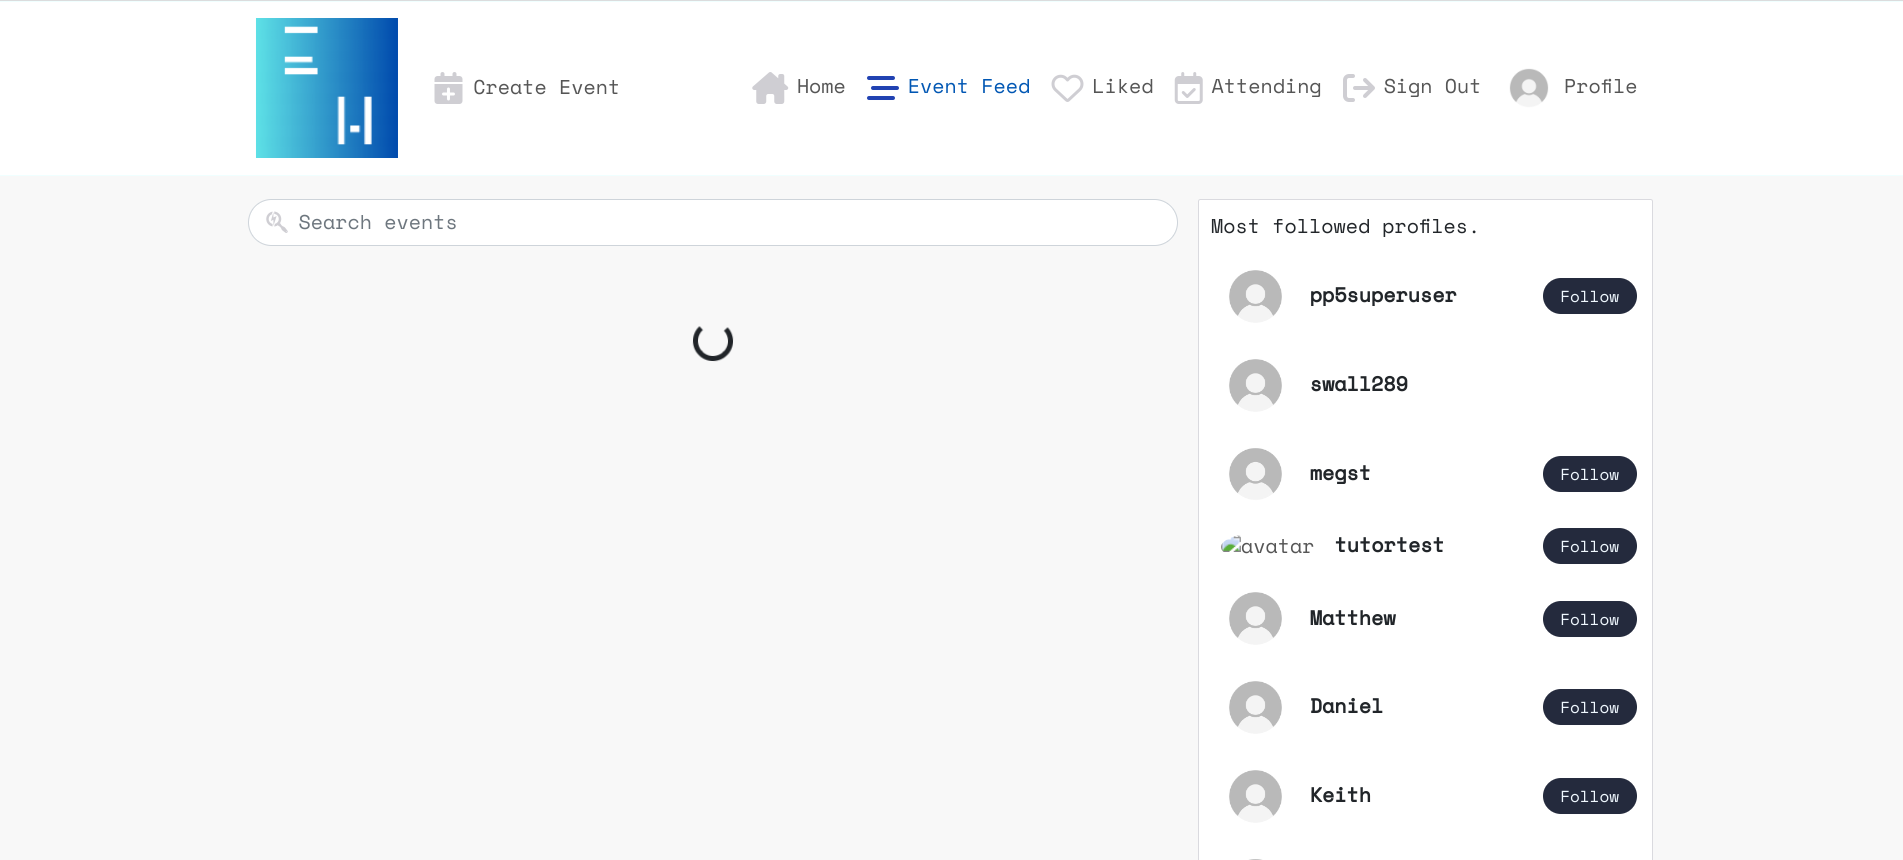 Create Event
Home
Event Feed
Liked
Attending
Sign Out
Profile
Search events
Most followed profiles.
pp5superuser
Follow
swall289
megst
Follow
avatar
tutortest
Follow
Matthew
Follow
Daniel
Follow
Keith
Follow